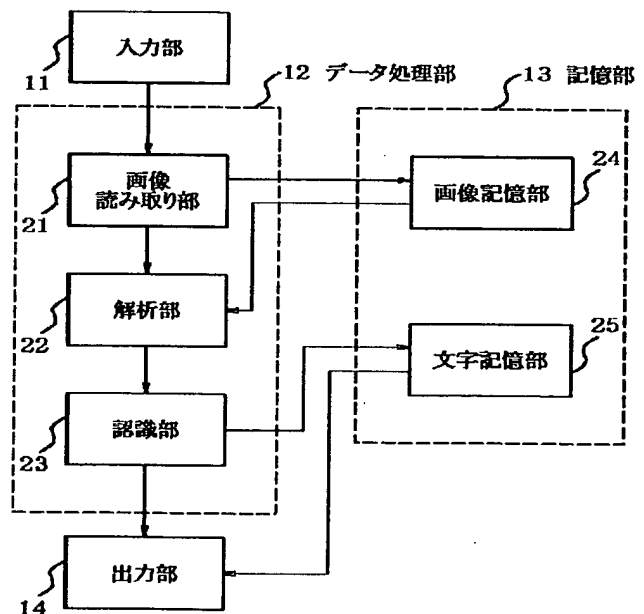 入力部
11
12 データ処理部
13 記憶部
画像
読み取り部
21
画像記憶部
24
解析部
22
文字記憶部
25
認識部
23
出力部
14